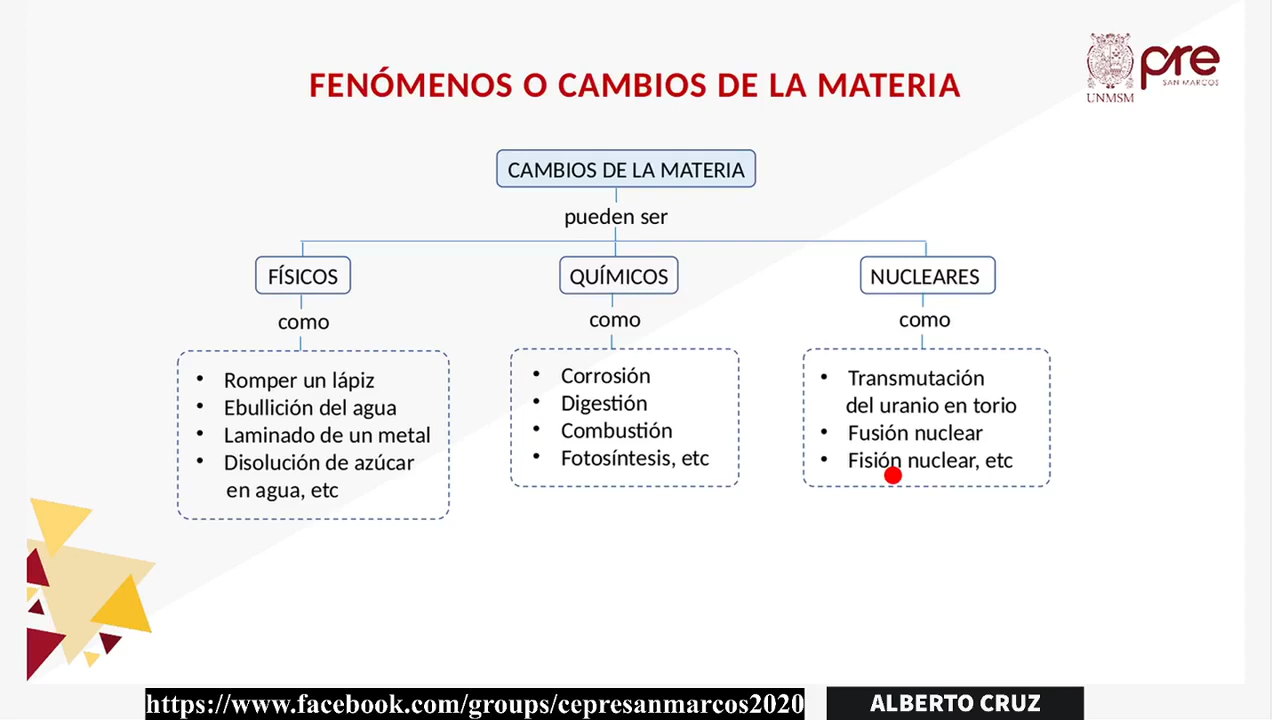 pre
SAN MARCOS
UNMSM
FENÓMENOS O CAMBIOS DE LA MATERIA
CAMBIOS DE LA MATERIA
pueden ser
FÍSICOS
como
• Romper un lápiz
• Ebullición del agua
• Laminado de un metal
• Disolución de azúcar
en agua, etc
QUÍMICOS
como
• Corrosión
• Digestión
• Combustión
• Fotosíntesis, etc
NUCLEARES
como
• Transmutación
del uranio en torio
• Fusión nuclear
• Fisión nuclear, etc
https://www.facebook.com/groups/cepresanmarcos2020
ALBERTO CRUZ